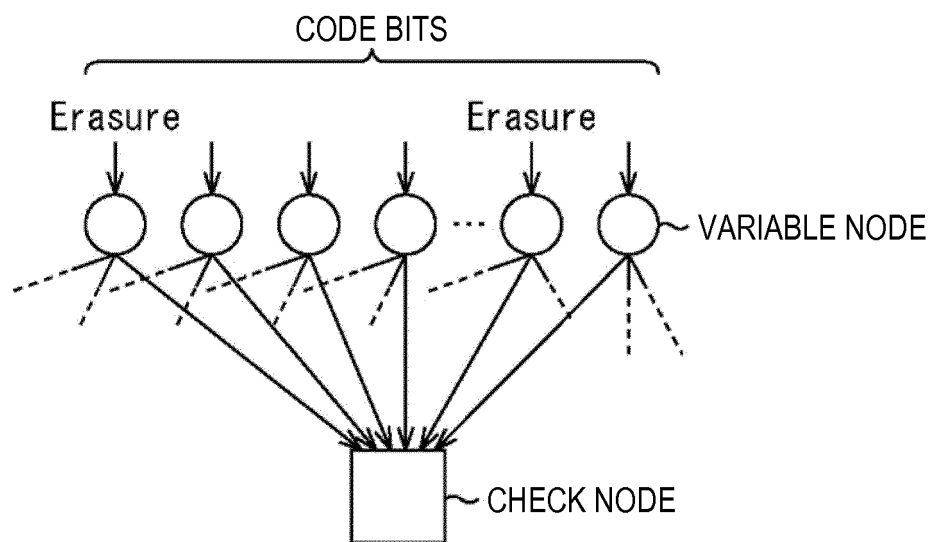 CODE BITS
Erasure Erasure
...
VARIABLE NODE
CHECK NODE